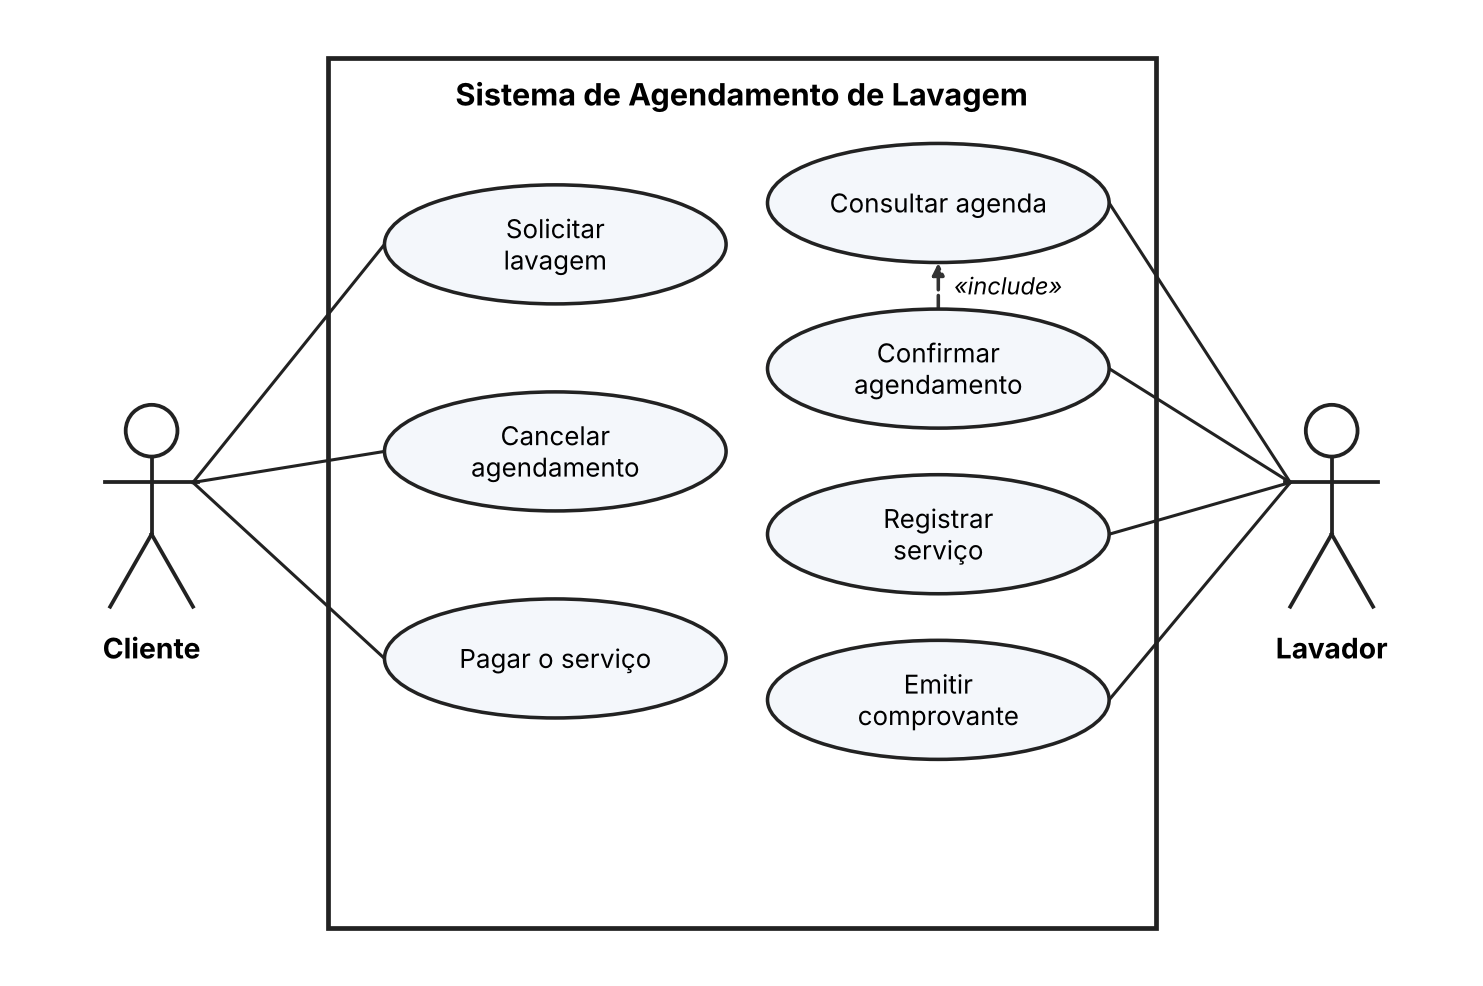 Sistema de Agendamento de Lavagem
Solicitar
lavagem
Cancelar
agendamento
Pagar o serviço
Consultar agenda
«include»
Confirmar
agendamento
Registrar
serviço
Emitir
comprovante
Cliente
Lavador